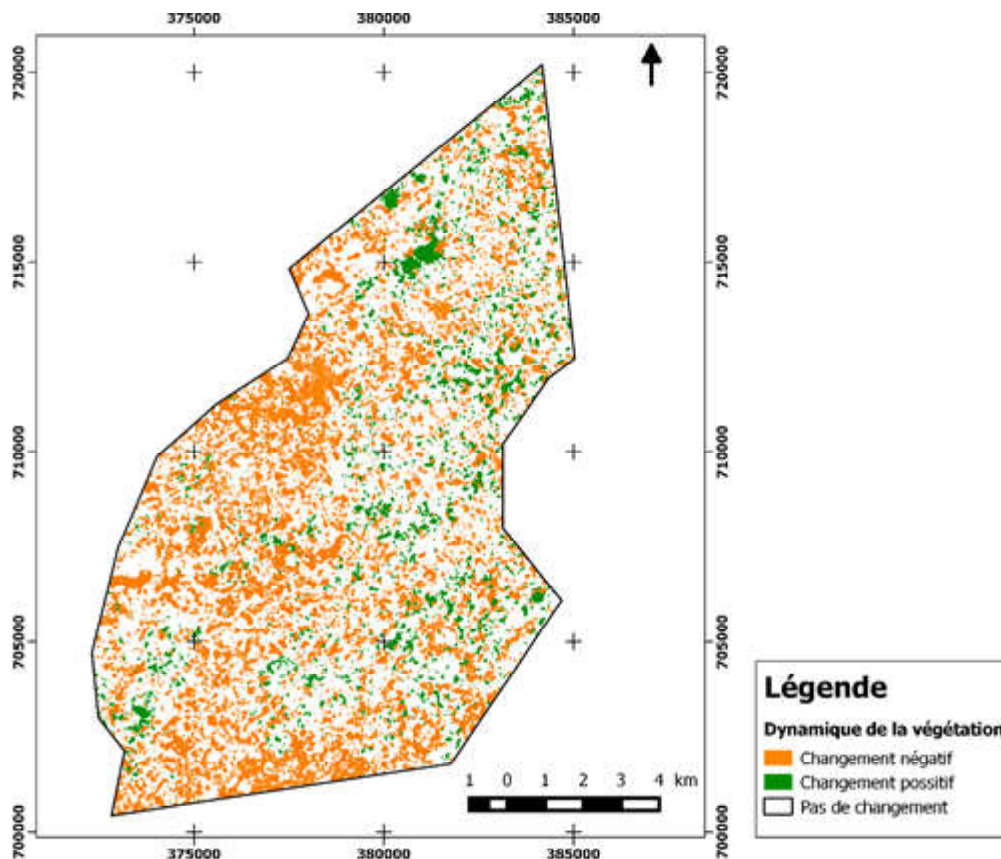 375000 380000 385000
720000 720000
715000 715000
710000 710000
705000 705000
700000 700000
1 0 1 2 3 4 km
375000 380000 385000
Légende
Dynamique de la végétation
Changement négatif
Changement possitif
Pas de changement